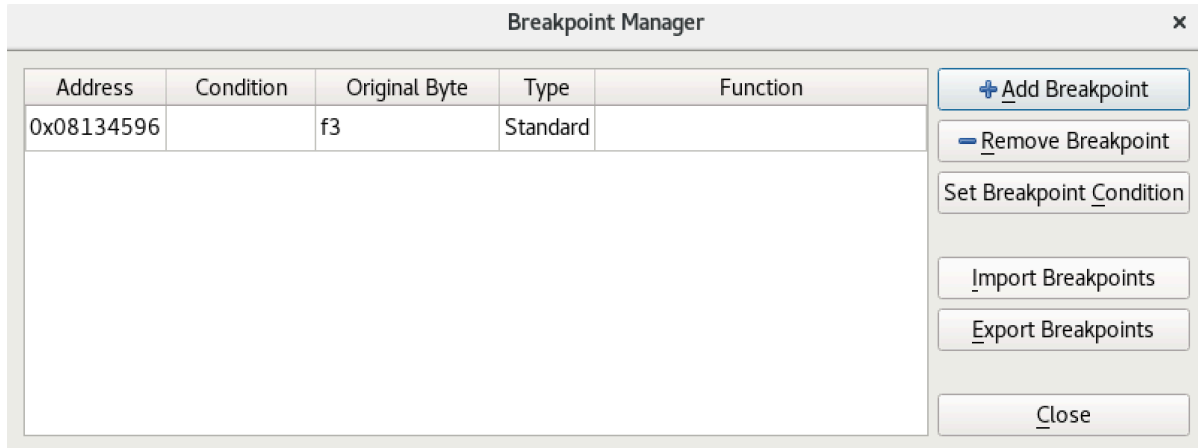 Breakpoint Manager ×
Address Condition Original Byte Type Function
0x08134596 f3 Standard
Add Breakpoint
Remove Breakpoint
Set Breakpoint Condition
Import Breakpoints
Export Breakpoints
Close